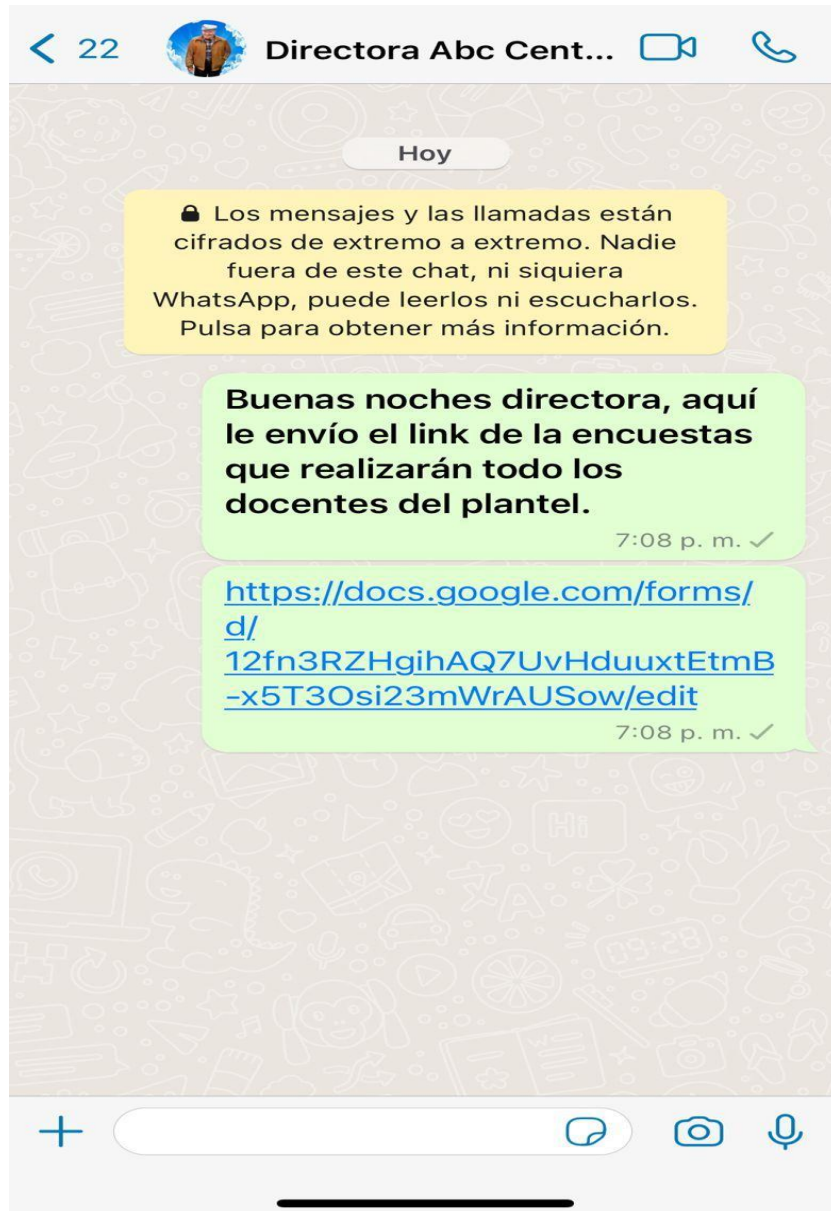 22
Directora Abc Cent...
Hoy
Los mensajes y las llamadas están
cifrados de extremo a extremo. Nadie
fuera de este chat, ni siquiera
WhatsApp, puede leerlos ni escucharlos.
Pulsa para obtener más información.
Buenas noches directora, aquí
le envío el link de la encuestas
que realizarán todo los
docentes del plantel.
7:08 p. m.
https://docs.google.com/forms/
d/
12fn3RZHgihAQ7UvHduuxtEtmB
-x5T3Osi23mWrAUSow/edit
7:08 p. m.